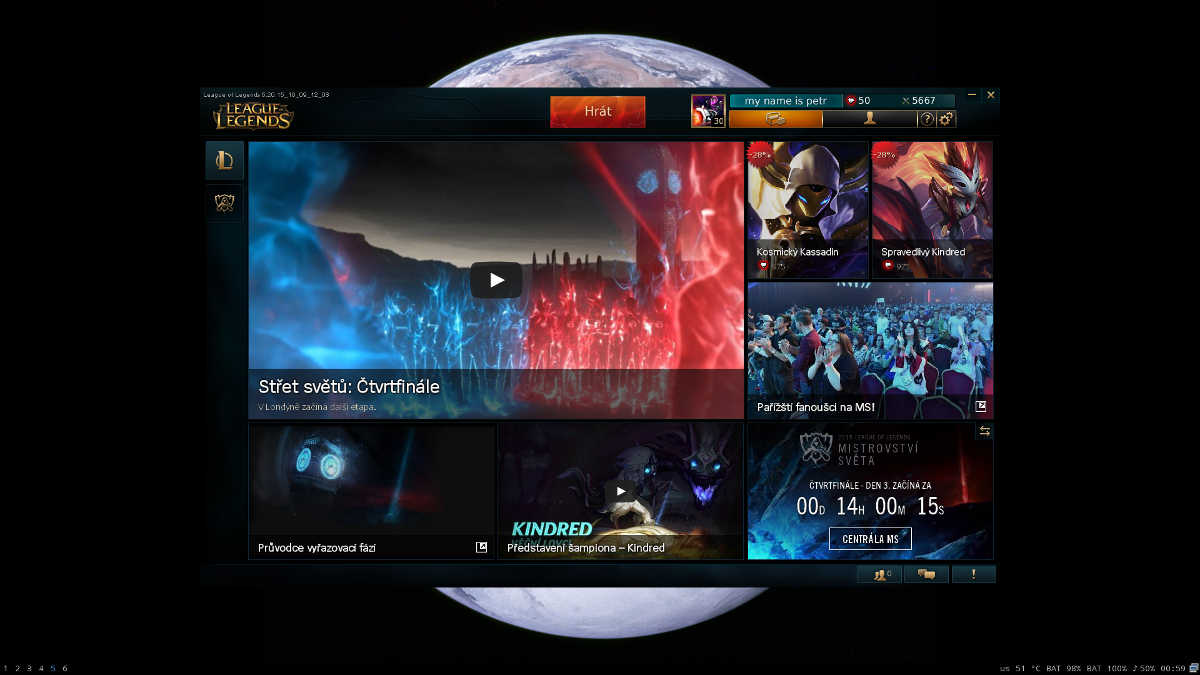 League of Legends 5.20.15_10_09_12_08
LEAGUE OF LEGENDS
Hrát
30
my name is petr
50
5667
?
-28%
Kosmický Kassadin
975
-28%
Spravedlivý Kindred
975
Střet světů: Čtvrtfinále
V Londýně začíná další etapa.
Pařížští fanoušci na MS!
Průvodce vyřazovací fází
KINDRED
VĚČNÍ LOVCI
Představení šampiona – Kindred
2015 LEAGUE OF LEGENDS
MISTROVSTVÍ
SVĚTA
ČTVRTFINÁLE - DEN 3. ZAČÍNÁ ZA
00D 14H 00M 15S
CENTRÁLA MS
0
!
1 2 3 4 5 6
us 51 °C BAT 98% BAT 100% ♪50% 00:59